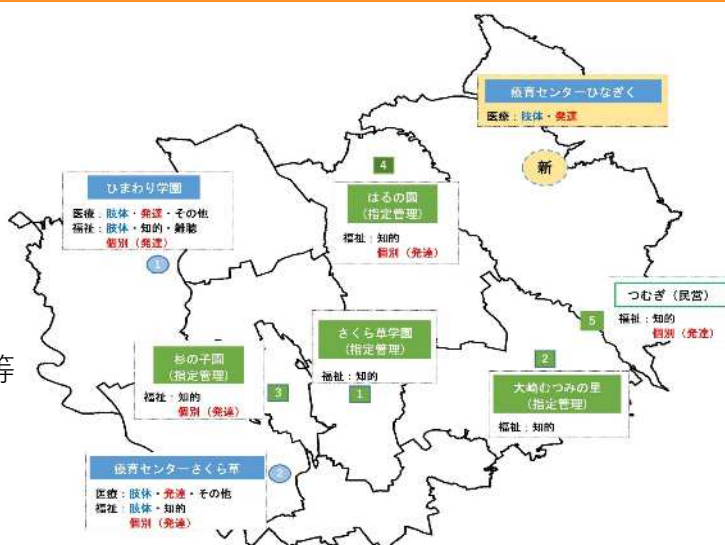 療育センターひなぎく
医療：肢体・発達
新
4
はるの園
(指定管理)
福祉：知的
個別（発達）
ひまわり学園
医療：肢体・発達・その他
福祉：肢体・知的・難聴
個別（発達）
1
つむぎ（民営）
福祉：知的
個別（発達）
5
さくら草学園
(指定管理)
福祉：知的
1
等
杉の子園
(指定管理)
福祉：知的
個別（発達）
3
2
大崎むつみの里
(指定管理)
福祉：知的
療育センターさくら草
医療：肢体・発達・その他
福祉：肢体・知的
個別（発達）
2